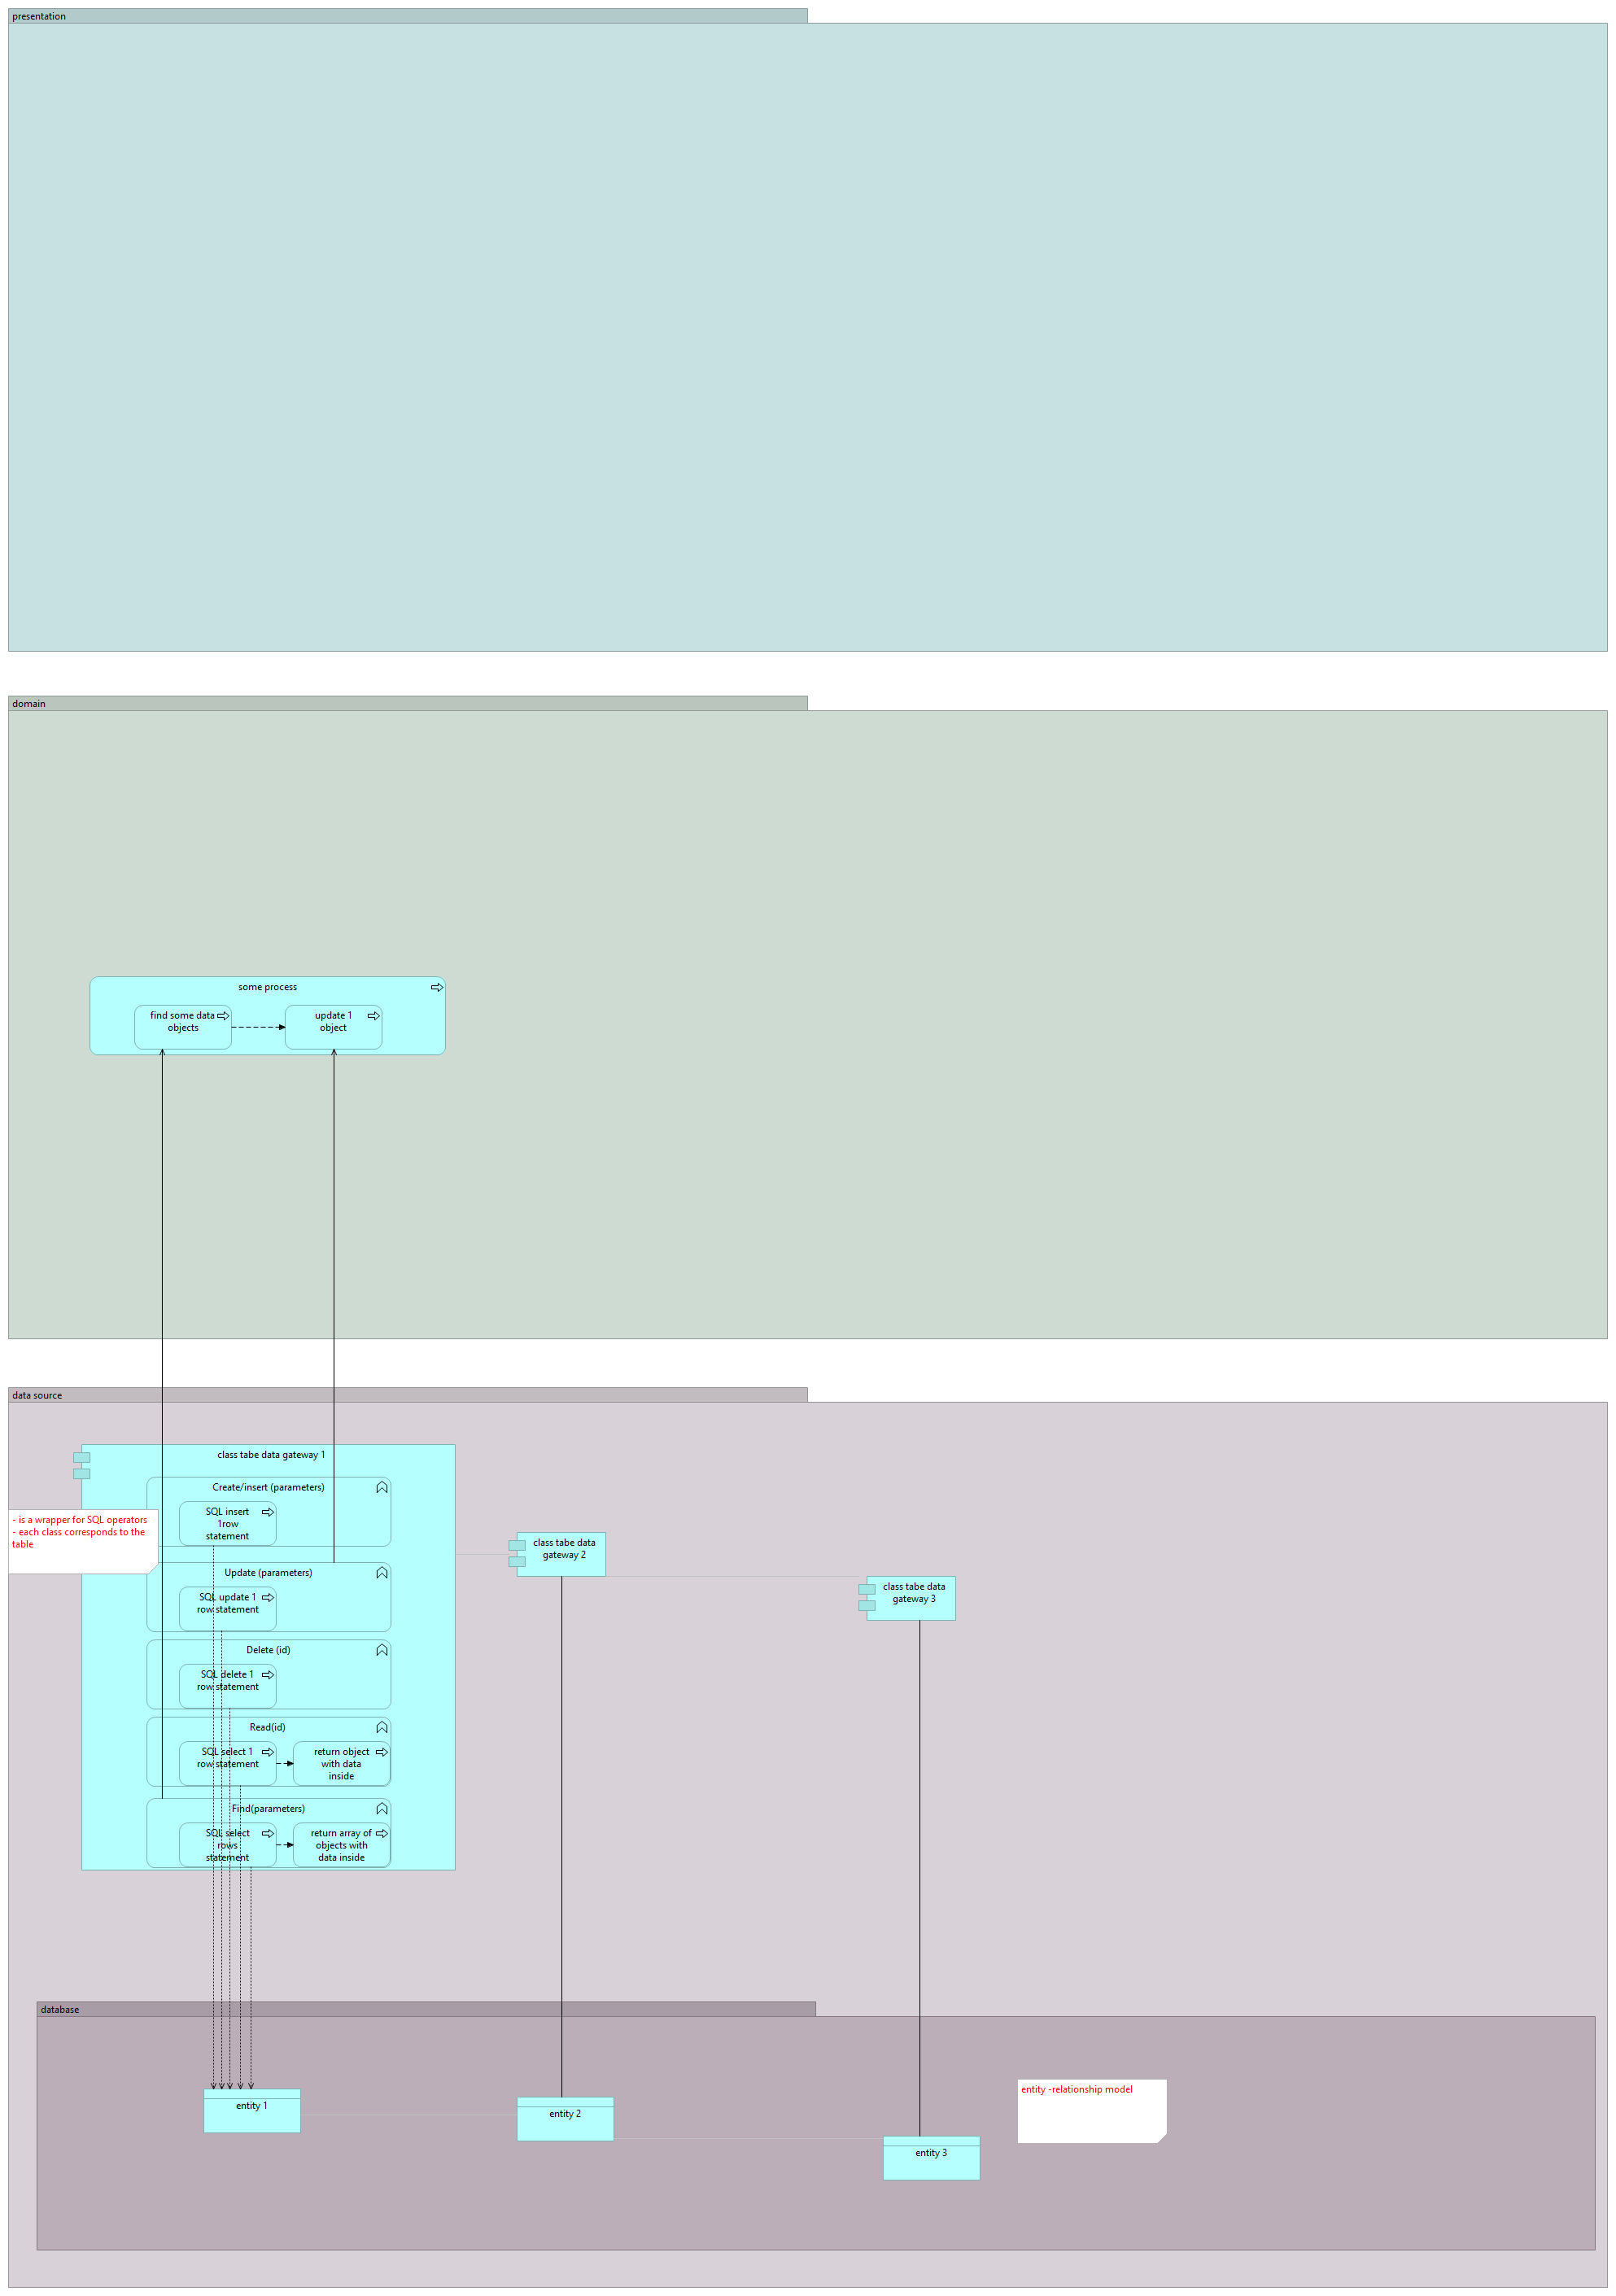 presentation
domain
some process
find some data
objects
update 1
object
data source
class tabe data gateway 1
Create/insert (parameters)
SQL insert
1row
statement
- is a wrapper for SQL operators
- each class corresponds to the
table
class tabe data
gateway 2
Update (parameters)
SQL update 1
row statement
class tabe data
gateway 3
Delete (id)
SQL delete 1
row statement
Read(id)
SQL select 1
row statement
return object
with data
inside
Find(parameters)
SQL select
rows
statement
return array of
objects with
data inside
database
entity 1
entity 2
entity 3
entity -relationship model